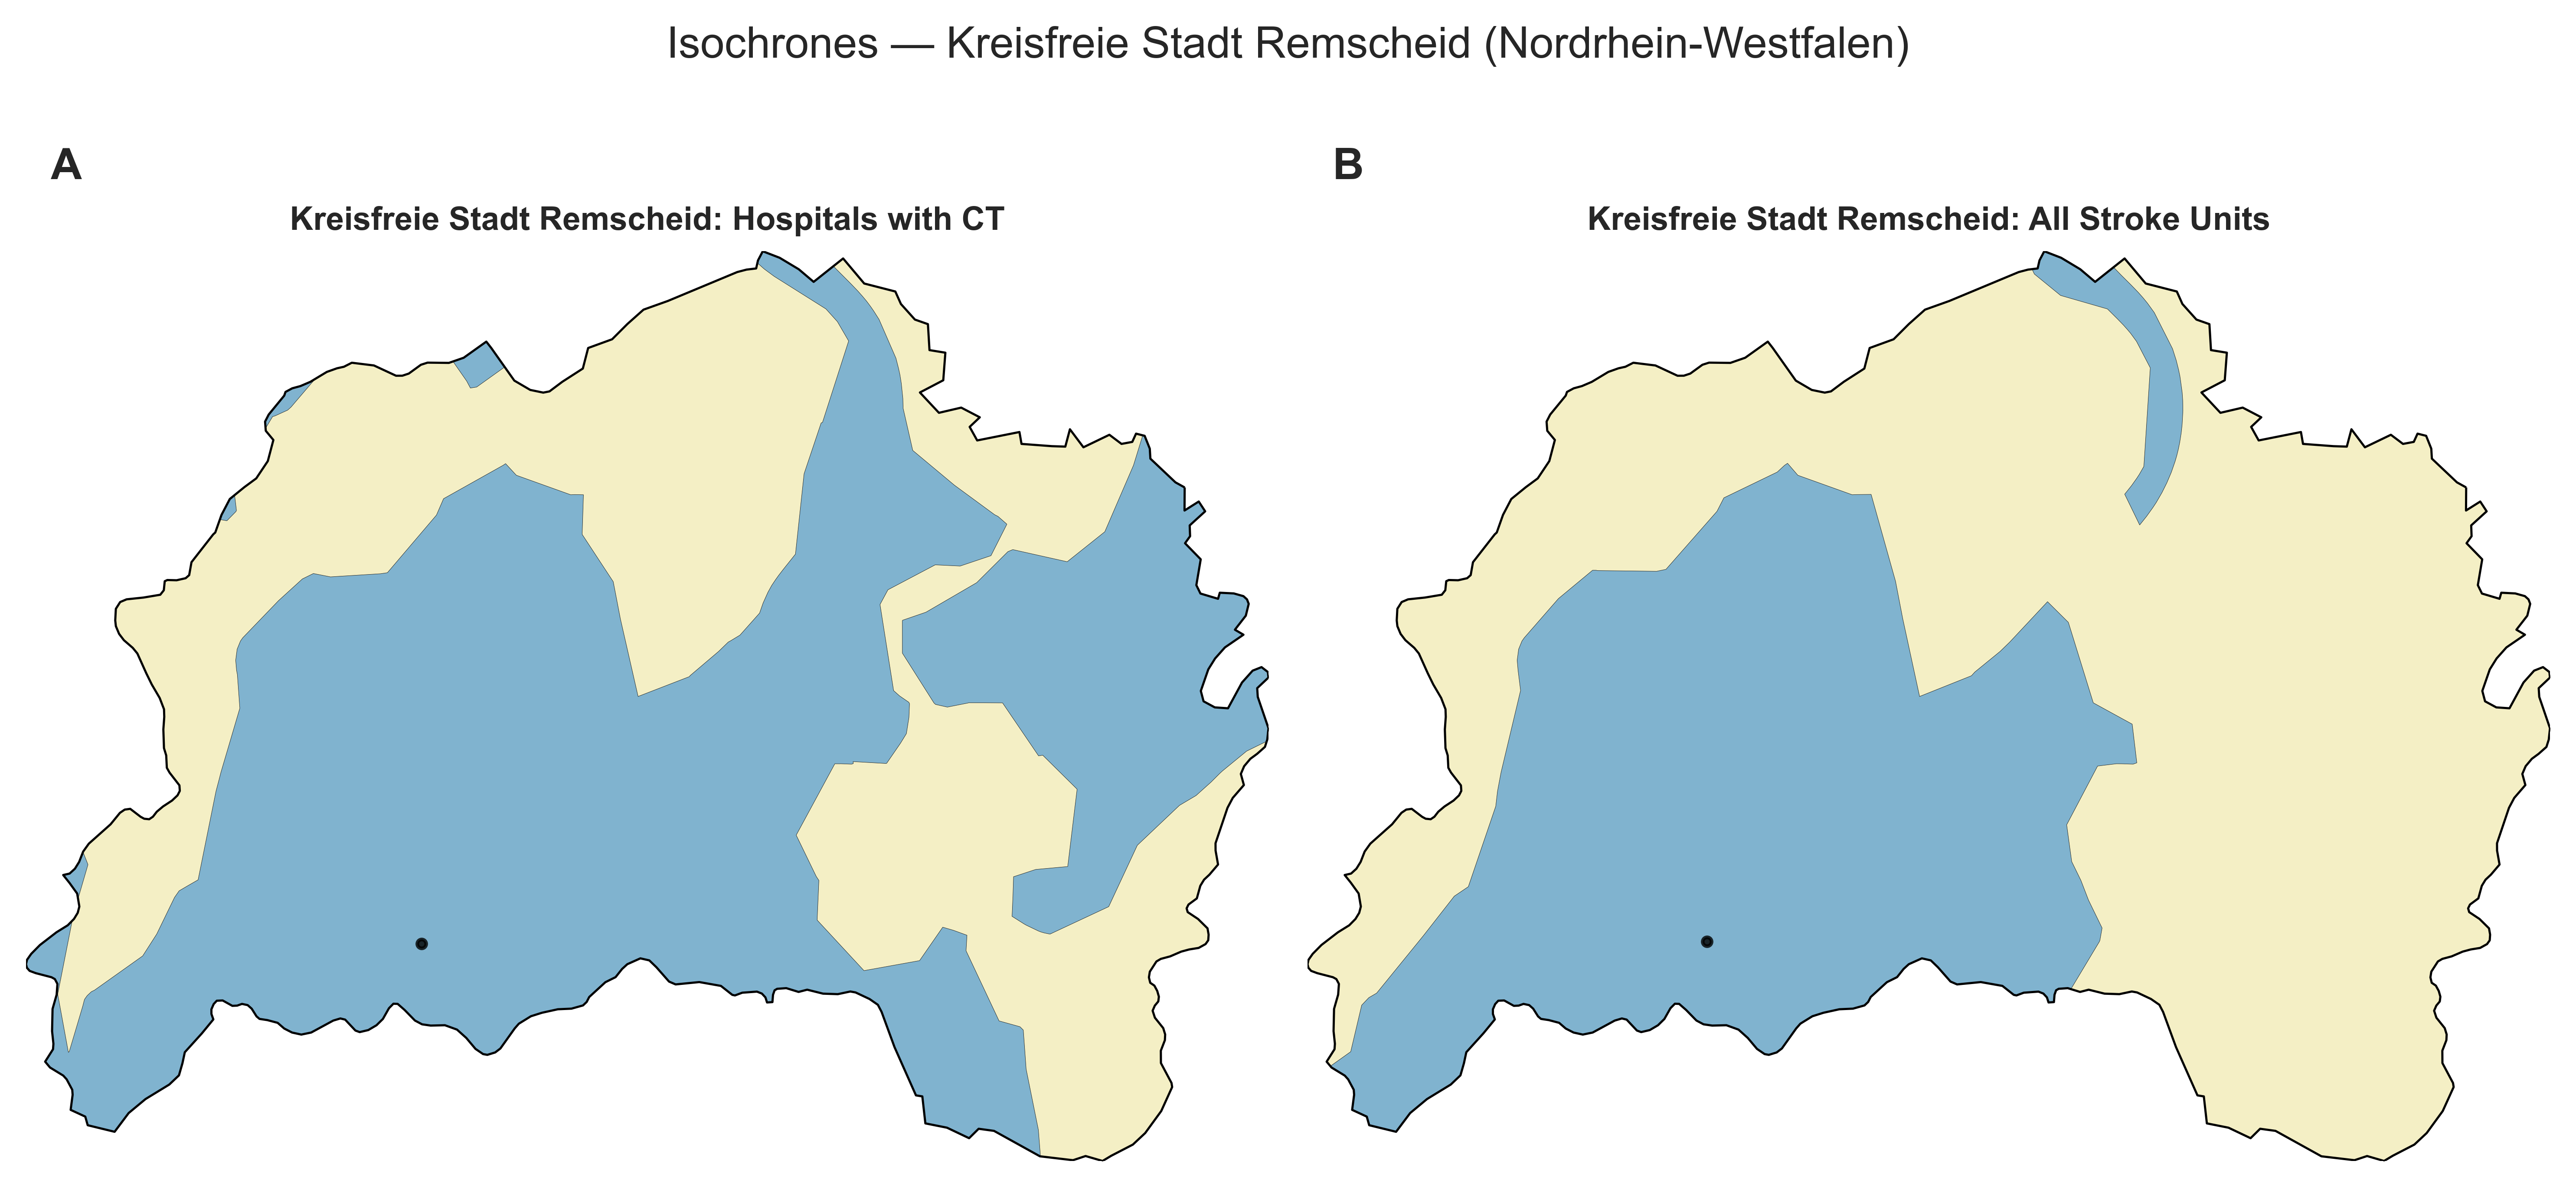 Isochrones — Kreisfreie Stadt Remscheid (Nordrhein-Westfalen)
A
Kreisfreie Stadt Remscheid: Hospitals with CT
B
Kreisfreie Stadt Remscheid: All Stroke Units